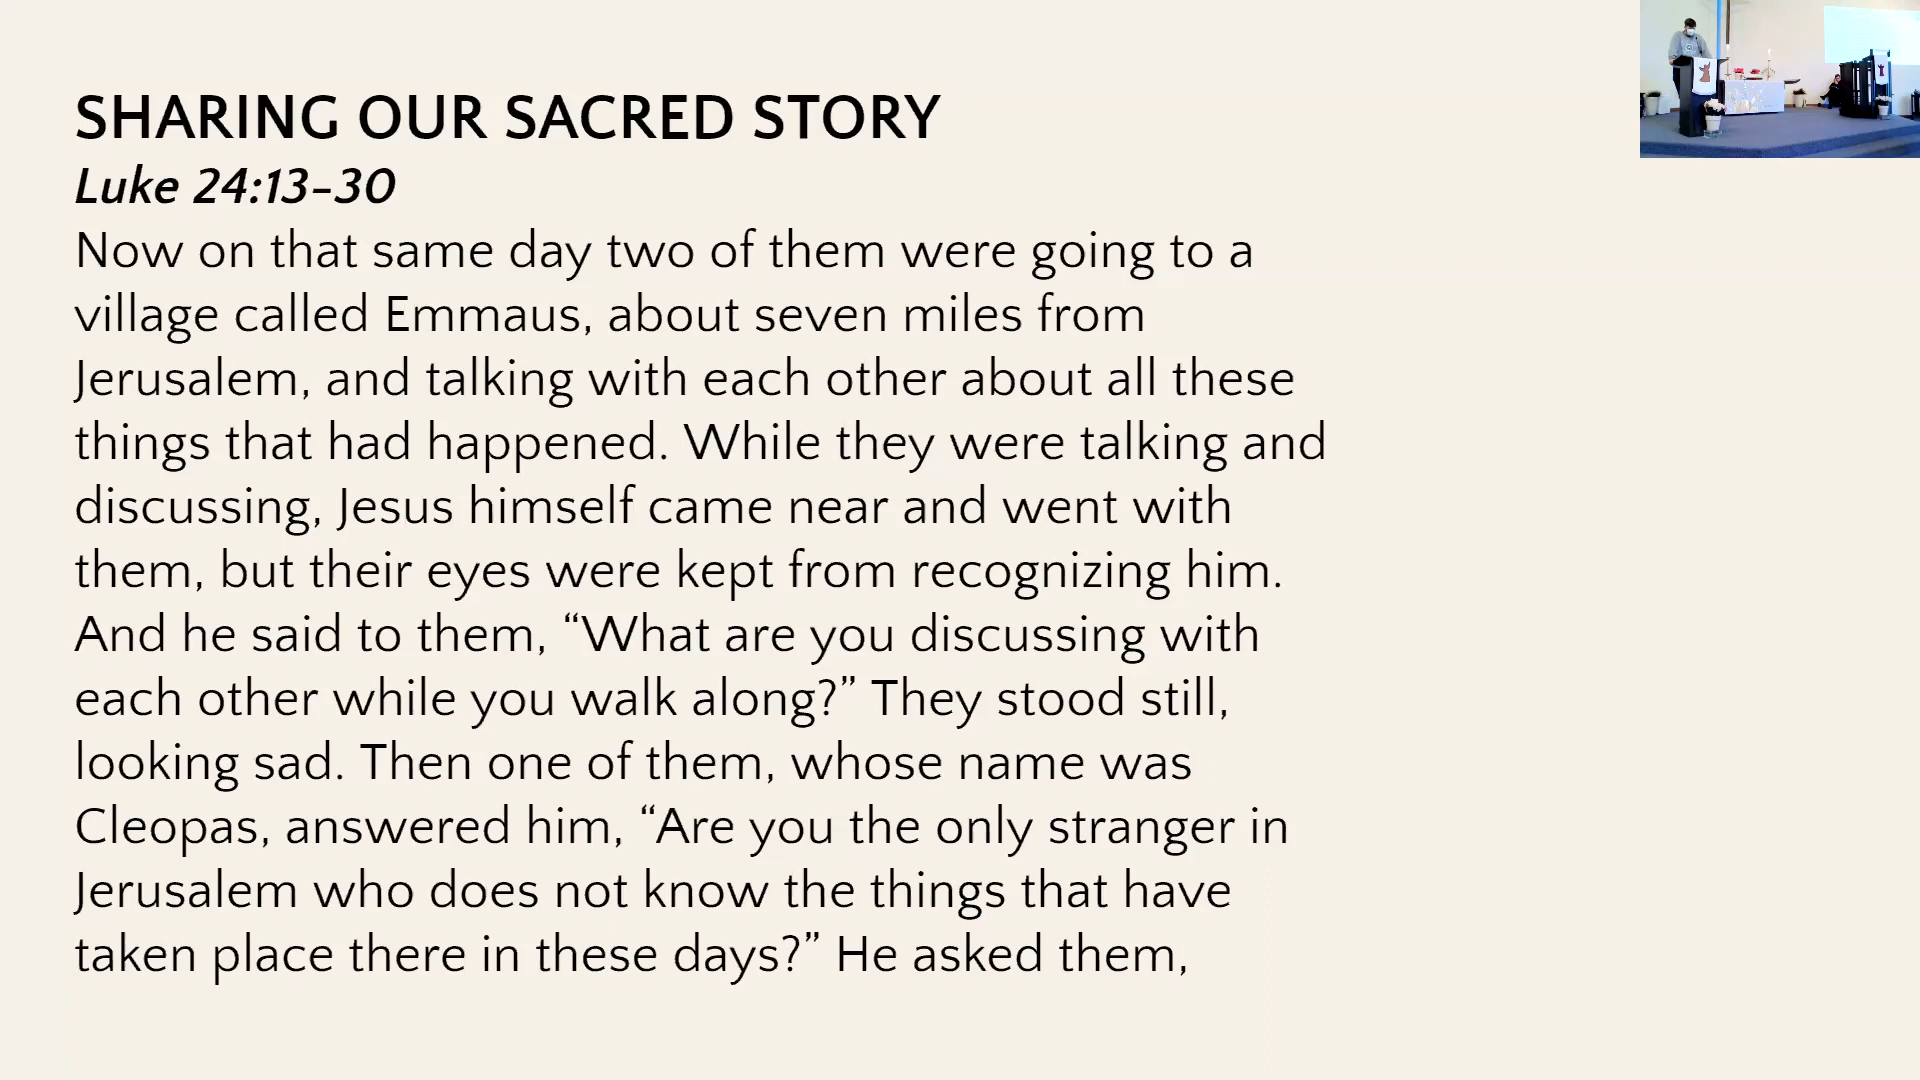 SHARING OUR SACRED STORY
Luke 24:13-30
Now on that same day two of them were going to a
village called Emmaus, about seven miles from
Jerusalem, and talking with each other about all these
things that had happened. While they were talking and
discussing, Jesus himself came near and went with
them, but their eyes were kept from recognizing him.
And he said to them, “What are you discussing with
each other while you walk along?” They stood still,
looking sad. Then one of them, whose name was
Cleopas, answered him, “Are you the only stranger in
Jerusalem who does not know the things that have
taken place there in these days?” He asked them,